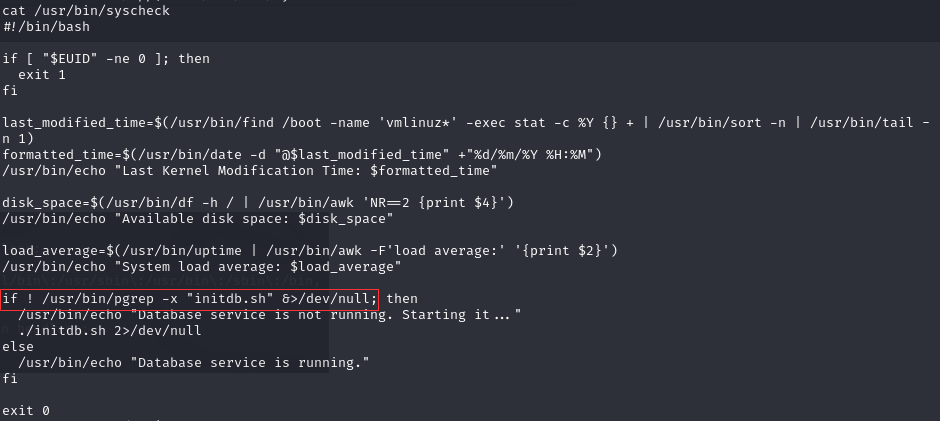 cat /usr/bin/syscheck
#!/bin/bash
if [ "$EUID" -ne 0 ]; then
  exit 1
fi
last_modified_time=$(/usr/bin/find /boot -name 'vmlinuz*' -exec stat -c %Y {} + | /usr/bin/sort -n | /usr/bin/tail -
n 1)
formatted_time=$(/usr/bin/date -d "@$last_modified_time" +"%d/%m/%Y %H:%M")
/usr/bin/echo "Last Kernel Modification Time: $formatted_time"
disk_space=$(/usr/bin/df -h / | /usr/bin/awk 'NR==2 {print $4}')
/usr/bin/echo "Available disk space: $disk_space"
load_average=$(/usr/bin/uptime | /usr/bin/awk -F'load average:' '{print $2}')
/usr/bin/echo "System load average: $load_average"
if ! /usr/bin/pgrep -x "initdb.sh" &>/dev/null; then
  /usr/bin/echo "Database service is not running. Starting it..."
  ./initdb.sh 2>/dev/null
else
  /usr/bin/echo "Database service is running."
fi
exit 0